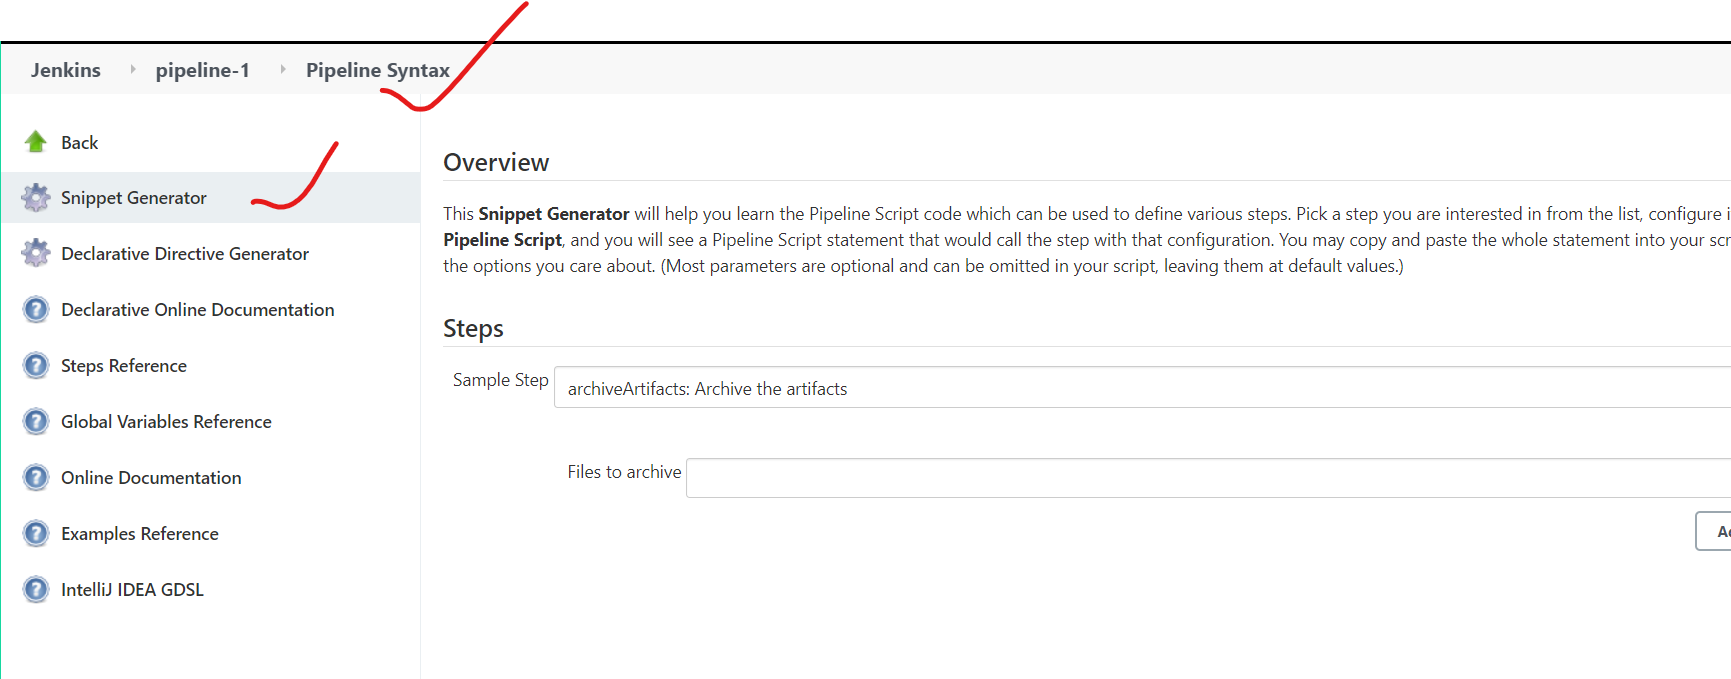 Jenkins pipeline-1 Pipeline Syntax
Back
Snippet Generator
Declarative Directive Generator
Declarative Online Documentation
Steps Reference
Global Variables Reference
Online Documentation
Examples Reference
IntelliJ IDEA GDSL
Overview
This Snippet Generator will help you learn the Pipeline Script code which can be used to define various steps. Pick a step you are interested in from the list, configure
Pipeline Script, and you will see a Pipeline Script statement that would call the step with that configuration. You may copy and paste the whole statement into your
the options you care about. (Most parameters are optional and can be omitted in your script, leaving them at default values.)
Steps
Sample Step archiveArtifacts: Archive the artifacts
Files to archive